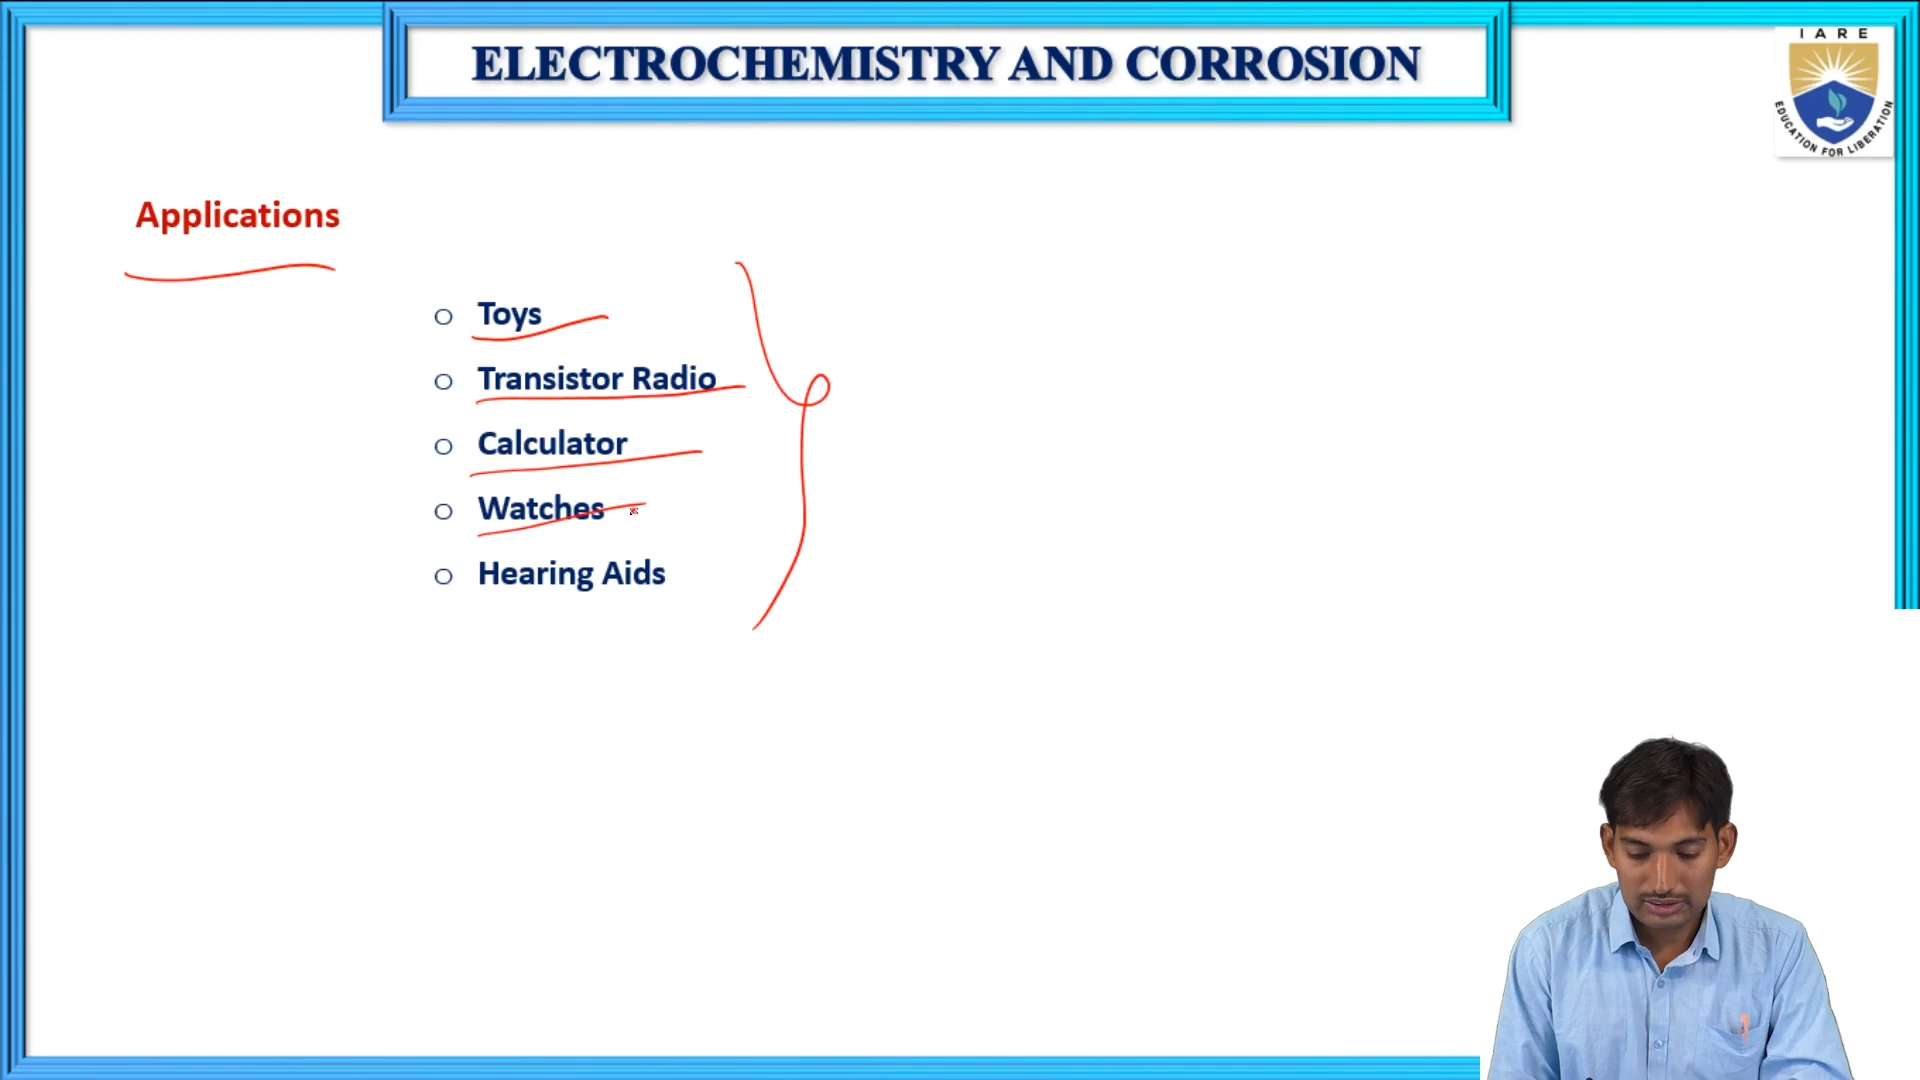 ELECTROCHEMISTRY AND CORROSION
IARE
EDUCATION FOR LIBERATION
Applications
Toys
Transistor Radio
Calculator
Watches
Hearing Aids